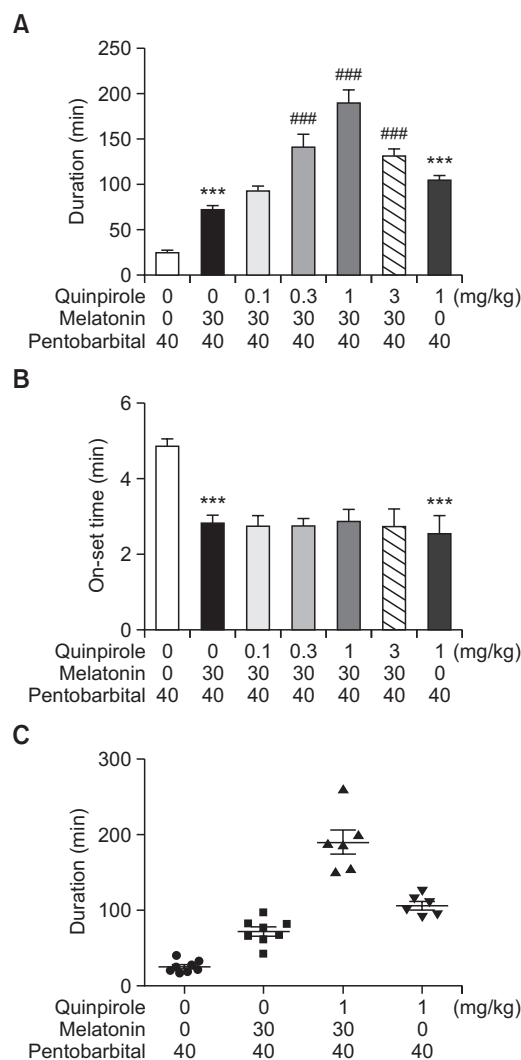 A
Duration (min)
250
200
150
100
50
0
***
###
###
###
***
Quinpirole 0 0 0.1 0.3 1 3 1 (mg/kg)
Melatonin 0 30 30 30 30 30 0
Pentobarbital 40 40 40 40 40 40 40
B
On-set time (min)
6
4
2
0
***
***
Quinpirole 0 0 0.1 0.3 1 3 1 (mg/kg)
Melatonin 0 30 30 30 30 30 0
Pentobarbital 40 40 40 40 40 40 40
C
Duration (min)
300
200
100
0
Quinpirole 0 0 1 1 (mg/kg)
Melatonin 0 30 30 0
Pentobarbital 40 40 40 40